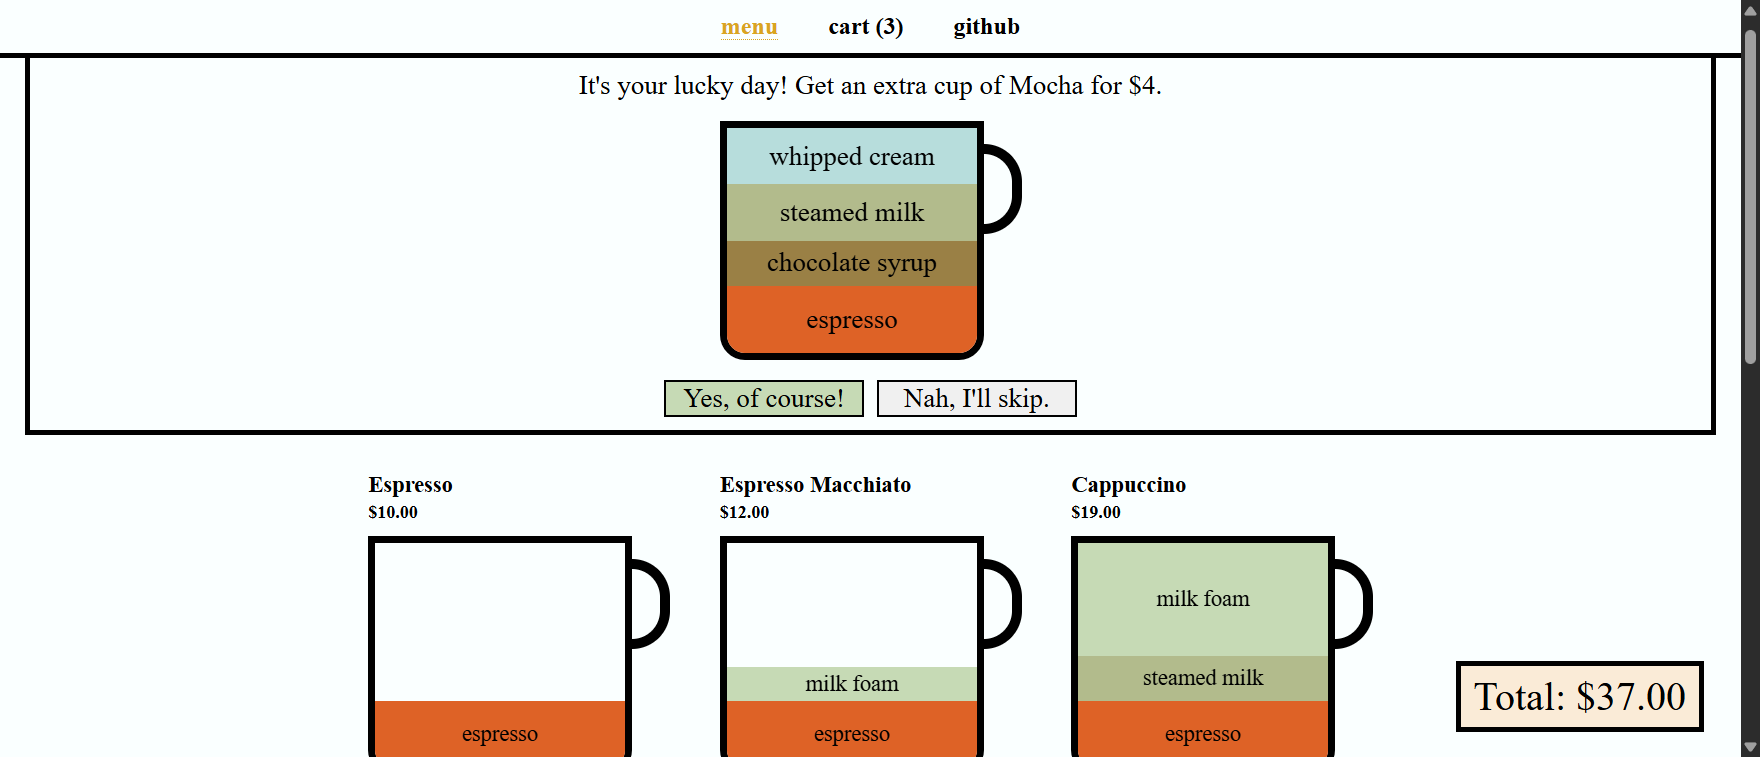 menu cart (3) github
It's your lucky day! Get an extra cup of Mocha for $4.
whipped cream
steamed milk
chocolate syrup
espresso
Yes, of course! Nah, I'll skip.
Espresso
$10.00
espresso
Espresso Macchiato
$12.00
milk foam
espresso
Cappuccino
$19.00
milk foam
steamed milk
espresso
Total: $37.00